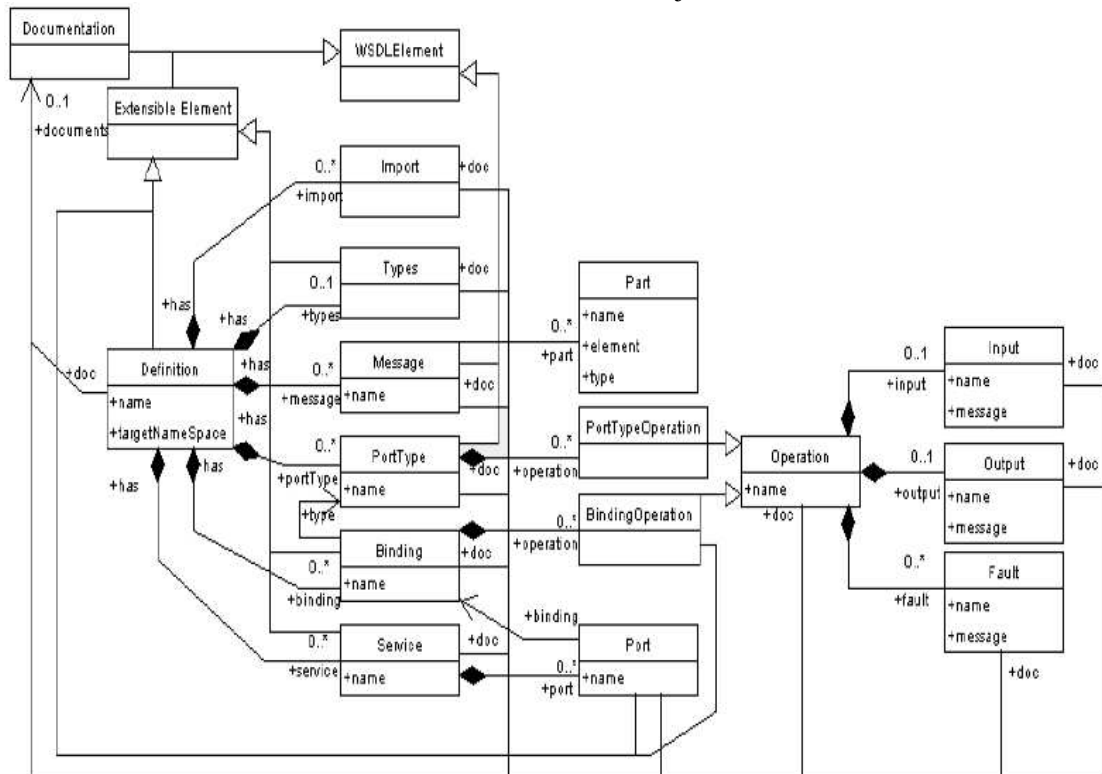 Documentation
WSDLElement
0..1
+documents
Extensible Element
Import
+doc
0..*
+import
Types
+doc
0..1
+types
Part
+name
+element
+type
0..*
+part
+has
+has
+has
+has
+has
+has
Definition
+name
+targetNameSpace
+doc
Message
+name
+doc
0..*
+message
PortType
+name
+doc
0..*
+portType
+type
PortTypeOperation
0..*
+operation
BindingOperation
0..*
+operation
Binding
+name
+doc
0..*
+binding
Service
+name
+doc
0..*
+service
+binding
Port
+name
0..*
+port
Operation
+name
+doc
0..1
+input
Input
+name
+message
+doc
0..1
+output
Output
+name
+message
+doc
0..*
+fault
Fault
+name
+message
+doc